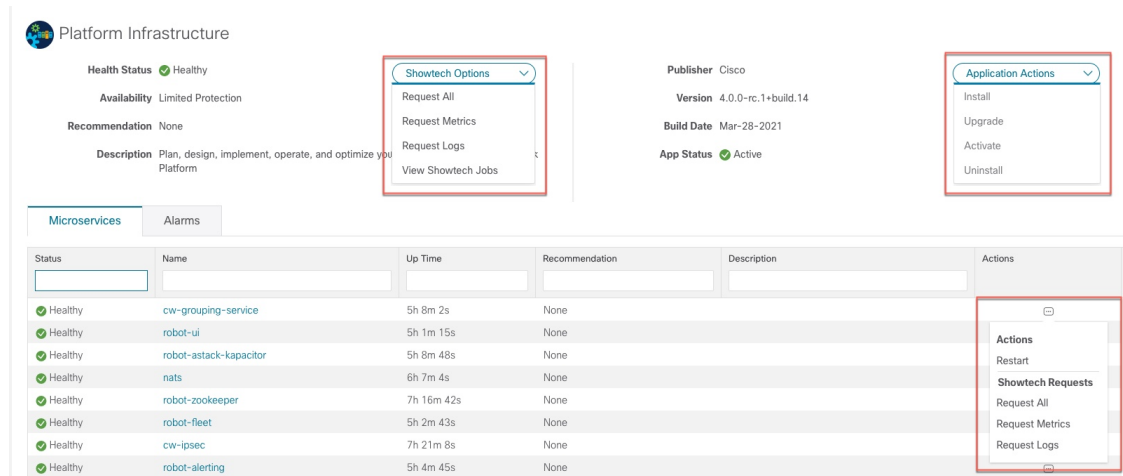 Platform Infrastructure
Health Status Healthy
Availability Limited Protection
Recommendation None
Description Plan, design, implement, operate, and optimize you
k
Platform
Showtech Options
Request All
Request Metrics
Request Logs
View Showtech Jobs
Publisher Cisco
Version 4.0.0-rc.1+build.14
Build Date Mar-28-2021
App Status Active
Application Actions
Install
Upgrade
Activate
Uninstall
Microservices Alarms
Status Name Up Time Recommendation Description Actions
Healthy cw-grouping-service 5h 8m 2s None
Healthy robot-ui 5h 1m 15s None
Healthy robot-astack-kapacitor 5h 8m 48s None
Healthy nats 6h 7m 4s None
Healthy robot-zookeeper 7h 16m 42s None
Healthy robot-fleet 5h 2m 43s None
Healthy cw-ipsec 7h 21m 8s None
Healthy robot-alerting 5h 4m 45s None
Actions
Restart
Showtech Requests
Request All
Request Metrics
Request Logs